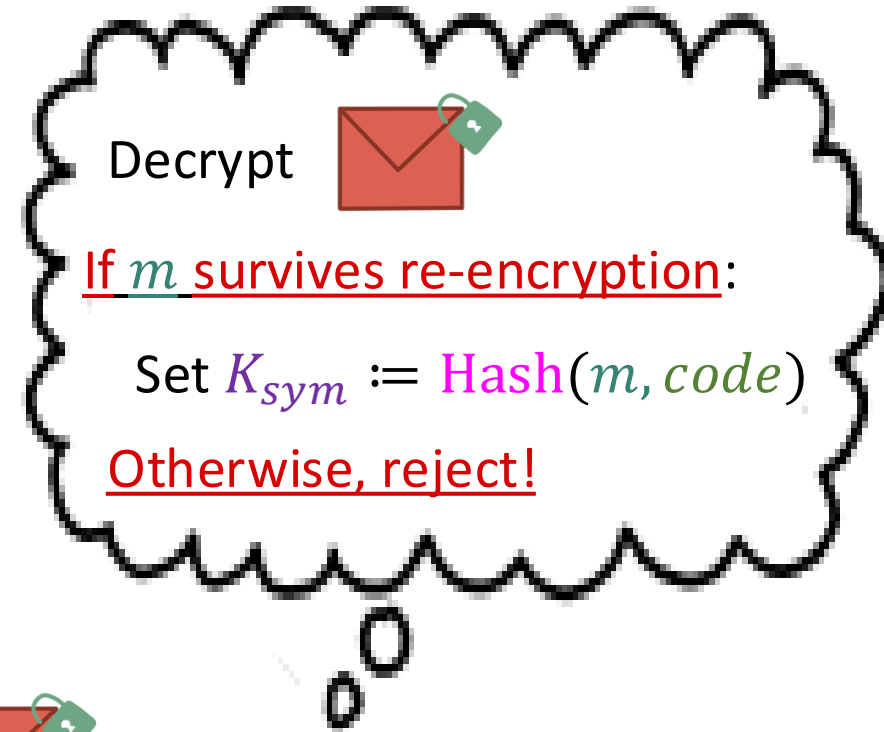 Decrypt
If m survives re-encryption:
Set K_sym := Hash(m, code)
Otherwise, reject!